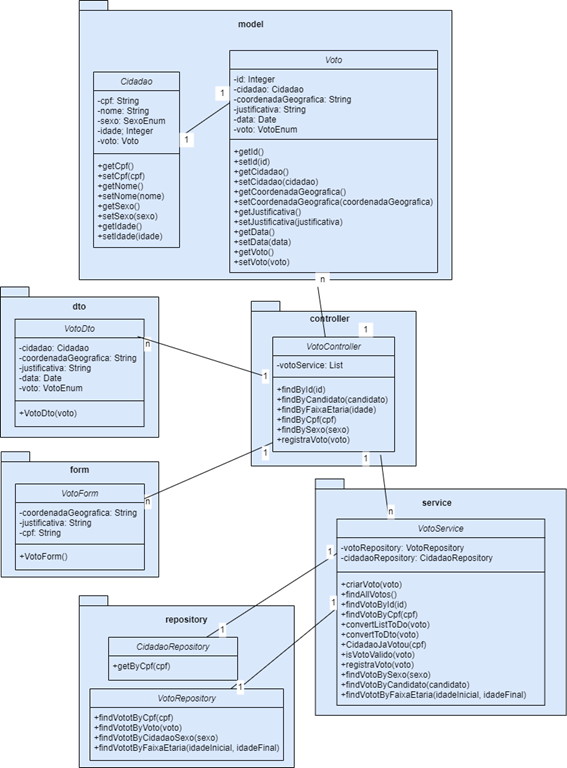 model
Cidadao
-cpf: String
-nome: String
-sexo: SexoEnum
-idade; Integer
-voto: Voto
+getCpf()
+setCpf(cpf)
+getNome()
+setNome(nome)
+getSexo()
+setSexo(sexo)
+getIdade()
+setIdade(idade)
1
1
Voto
-id: Integer
-cidadao: Cidadao
-coordenadaGeografica: String
-justificativa: String
-data: Date
-voto: VotoEnum
+getId()
+setId(id)
+getCidadao()
+setCidadao(cidadao)
+getCoordenadaGeografica()
+setCoordenadaGeografica(coordenadaGeografica)
+getJustificativa()
+setJustificativa(justificativa)
+getData()
+setData(data)
+getVoto()
+setVoto(voto)
n
dto
VotoDto
-cidadao: Cidadao
-coordenadaGeografica: String
-justificativa: String
-data: Date
-voto: VotoEnum
+VotoDto(voto)
n
controller
1
VotoController
-votoService: List
+findById(id)
+findByCandidato(candidato)
+findByFaixaEtaria(idade)
+findByCpf(cpf)
+findBySexo(sexo)
+registraVoto(voto)
1
1
1
form
VotoForm
-coordenadaGeografica: String
-justificativa: String
-cpf: String
+VotoForm()
n
n
service
VotoService
-votoRepository: VotoRepository
-cidadaoRepository: CidadaoRepository
+criarVoto(voto)
+findAllVotos()
+findVotoById(id)
+findVotoByCpf(cpf)
+convertListToDo(voto)
+convertToDto(voto)
+CidadaoJaVotou(cpf)
+isVotoValido(voto)
+registraVoto(voto)
+findVotoBySexo(sexo)
+findVotoByCandidato(candidato)
+findVototByFaixaEtaria(idadeInicial, idadeFinal)
1
1
repository
1
CidadaoRepository
+getByCpf(cpf)
1
VotoRepository
+findVototByCpf(cpf)
+findVototByVoto(voto)
+findVototByCidadaoSexo(sexo)
+findVototByFaixaEtaria(idadeInicial, idadeFinal)